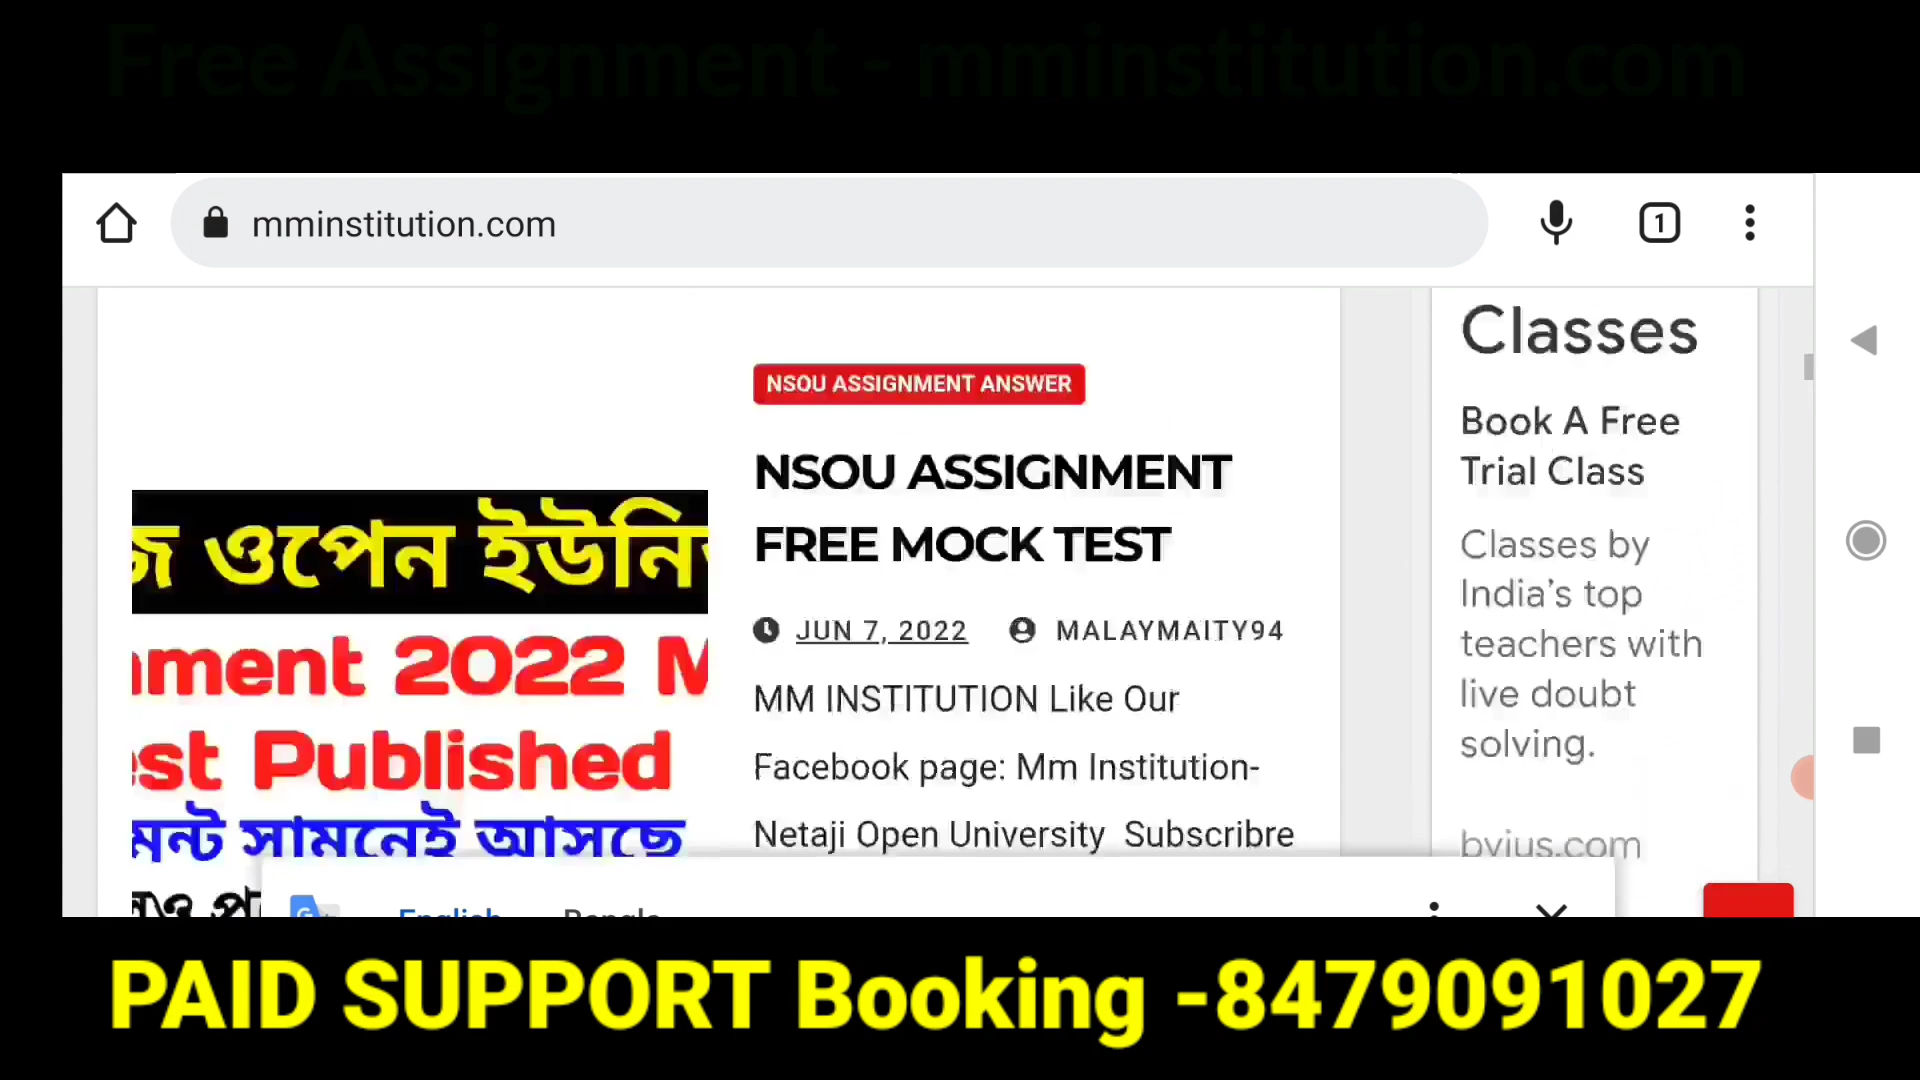 Free Assignment - mminstitution.com
mminstitution.com
1
NSOU ASSIGNMENT ANSWER
NSOU ASSIGNMENT
FREE MOCK TEST
JUN 7, 2022 MALAYMAITY94
MM INSTITUTION Like Our
Facebook page: Mm Institution-
Netaji Open University Subscribre
জ ওপেন ইউনি
ment 2022 M
st Published
মেন্ট সামনেই আসছে
Classes
Book A Free
Trial Class
Classes by
India's top
teachers with
live doubt
solving.
byjus.com
English Bangla
PAID SUPPORT Booking -8479091027